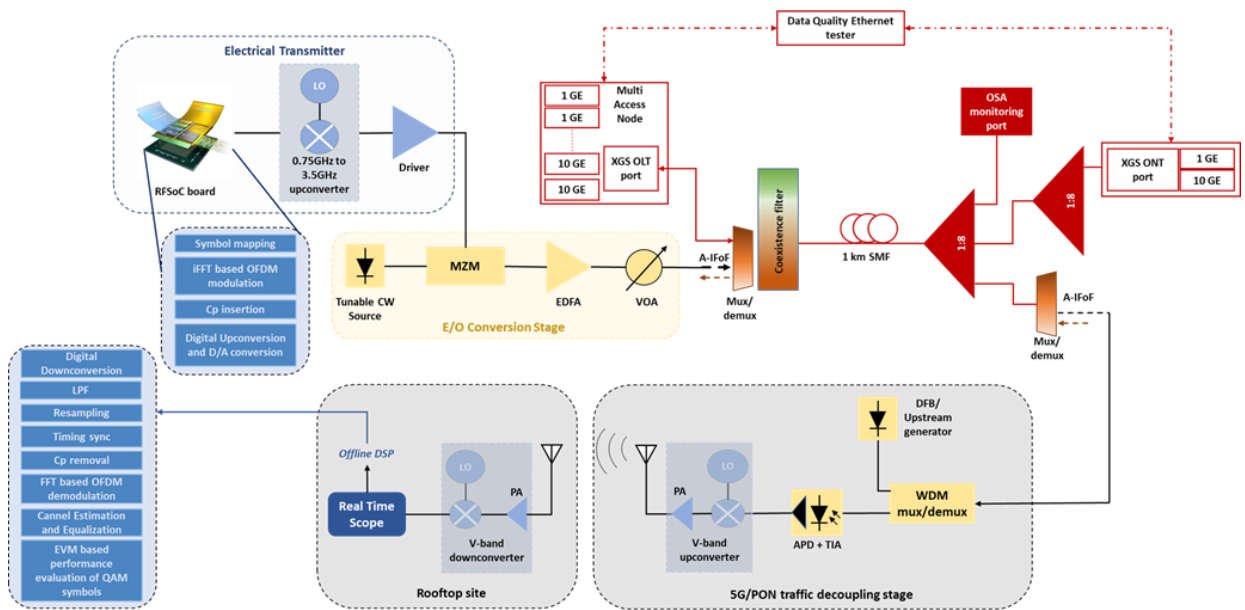 Electrical Transmitter
LO
RFSoC board
0.75GHz to
3.5GHz
upconverter
Driver
Symbol mapping
iFFT based OFDM
modulation
Cp insertion
Digital Upconversion
and D/A conversion
Tunable CW
Source
MZM
EDFA
VOA
E/O Conversion Stage
A-IFoF
Mux/
demux
Data Quality Ethernet
tester
1 GE
1 GE
10 GE
10 GE
Multi
Access
Node
XGS OLT
port
Coexistence filter
1 km SMF
OSA
monitoring
port
1:8
1:8
XGS ONT
port
1 GE
10 GE
A-IFoF
Mux/
demux
Digital
Downconversion
LPF
Resampling
Timing sync
Cp removal
FFT based OFDM
demodulation
Cannel Estimation
and Equalization
EVM based
performance
evaluation of QAM
symbols
Offline DSP
Real Time
Scope
LO
PA
V-band
downconverter
Rooftop site
PA
LO
V-band
upconverter
APD + TIA
DFB/
Upstream
generator
WDM
mux/demux
5G/PON traffic decoupling stage